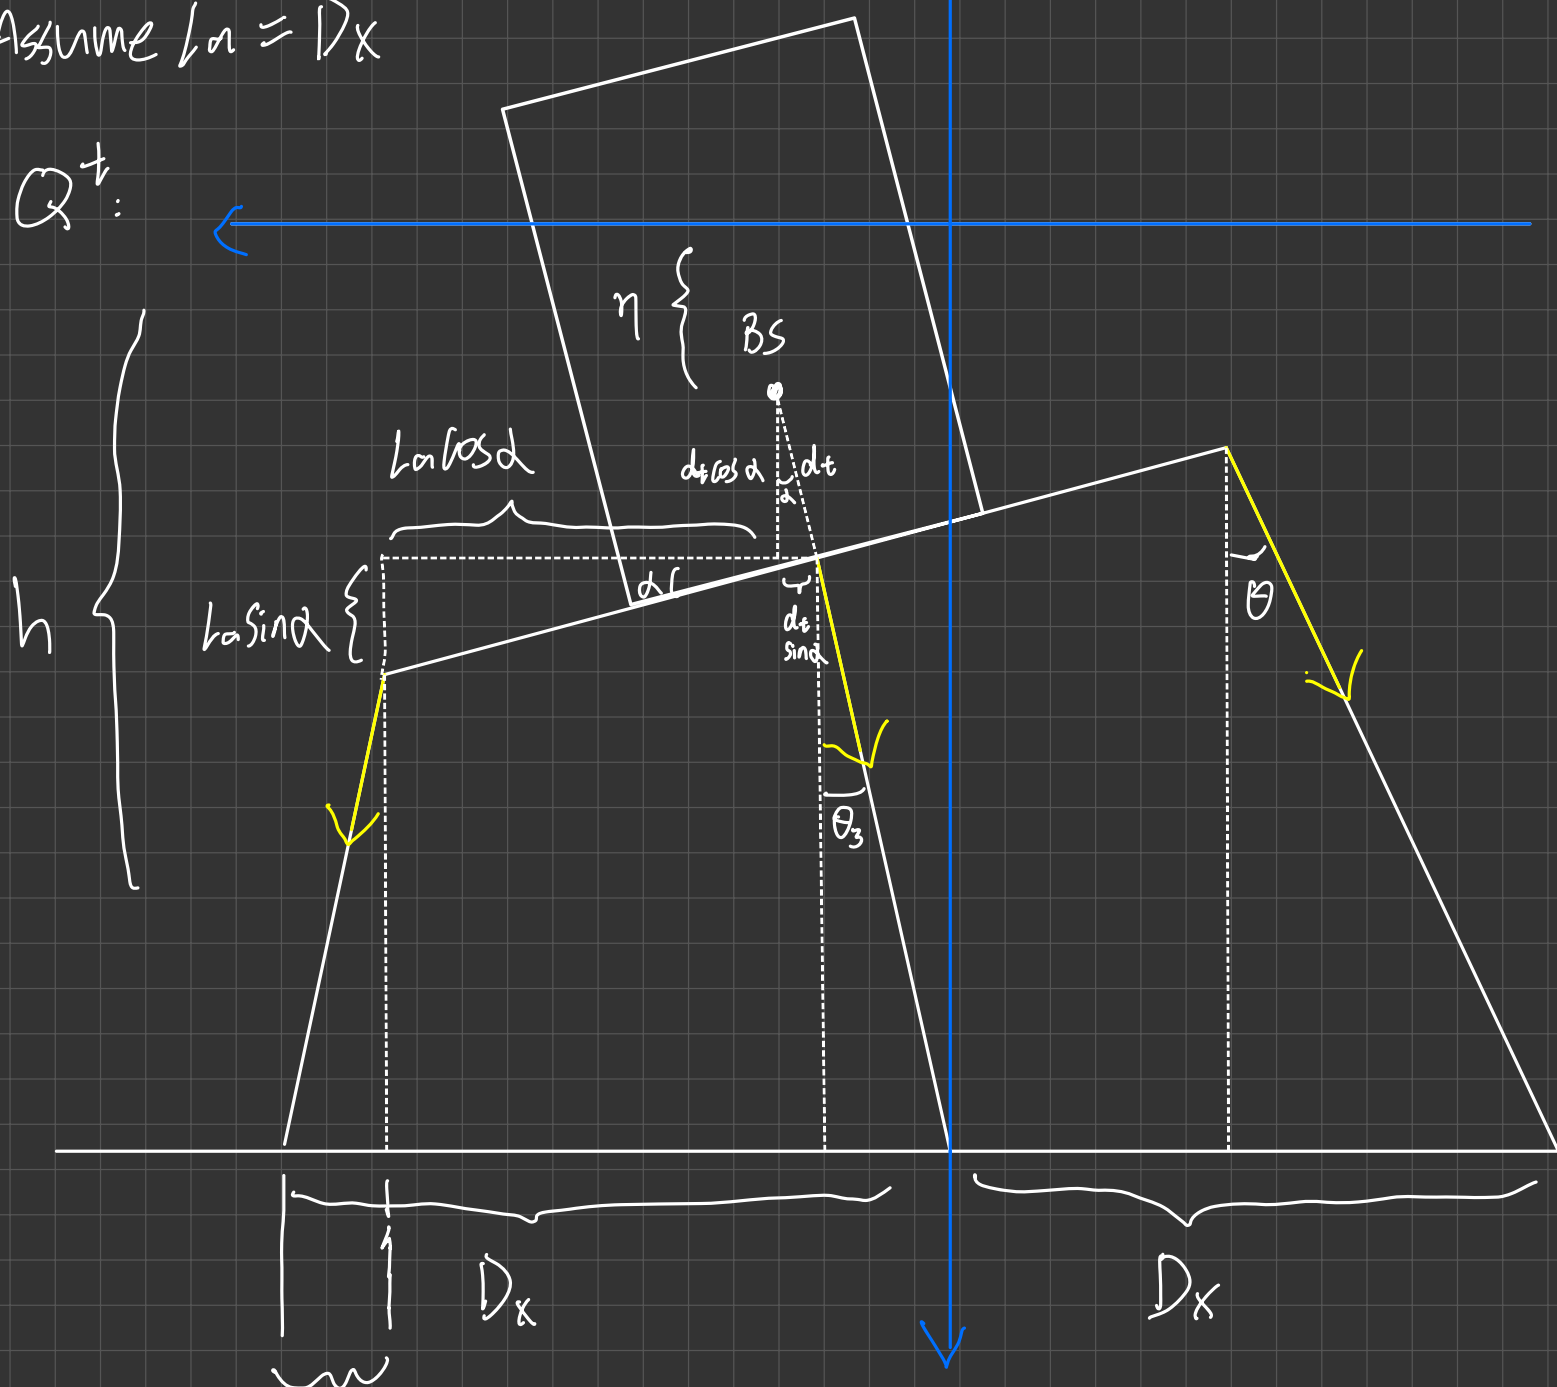 Assume La = Dx
Q^t:
η { BS
La cos α
dt cos α
dt
α
h
La sin α {
α
dt
sin α
θ
θ3
Dx
Dx